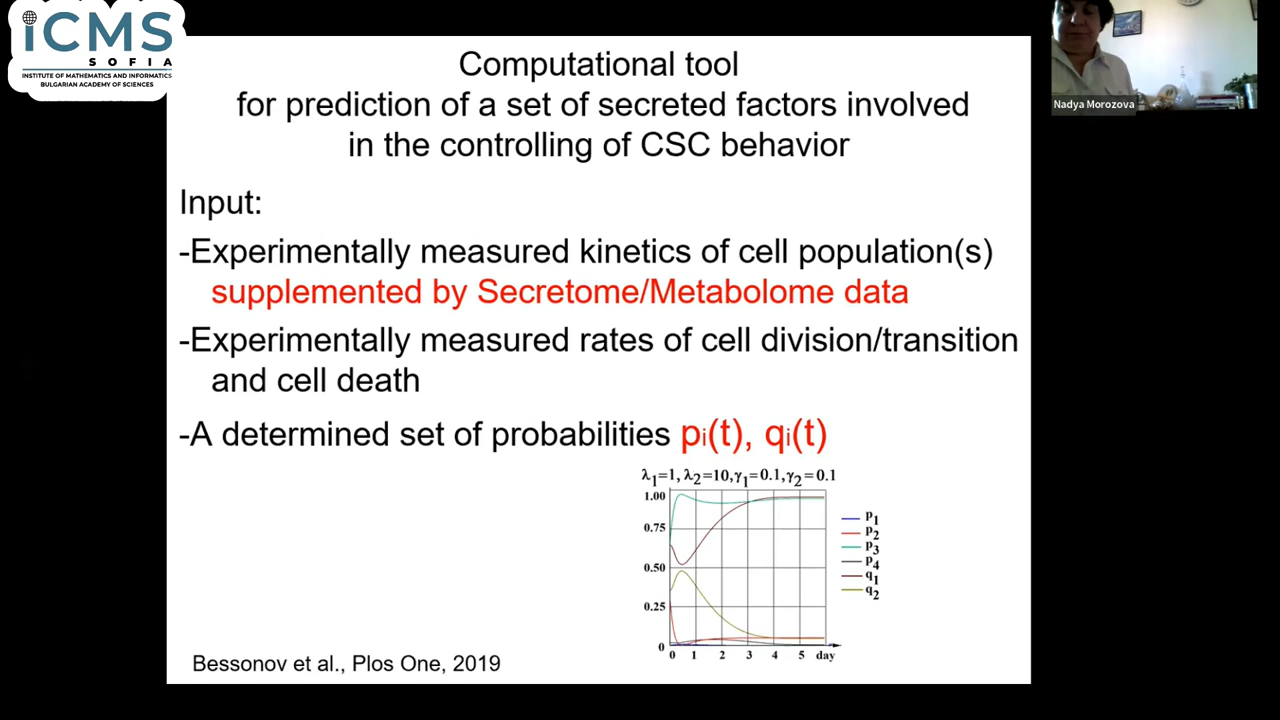 iCMS
SOFIA
INSTITUTE OF MATHEMATICS AND INFORMATICS
BULGARIAN ACADEMY OF SCIENCES
Nadya Morozova
Computational tool
for prediction of a set of secreted factors involved
in the controlling of CSC behavior
Input:
-Experimentally measured kinetics of cell population(s)
supplemented by Secretome/Metabolome data
-Experimentally measured rates of cell division/transition
and cell death
-A determined set of probabilities pi(t), qi(t)
λ1=1, λ2=10,γ1=0.1,γ2=0.1
1.00
0.75
0.50
0.25
0
0 1 2 3 4 5 day
p1
p2
p3
p4
q1
q2
Bessonov et al., Plos One, 2019